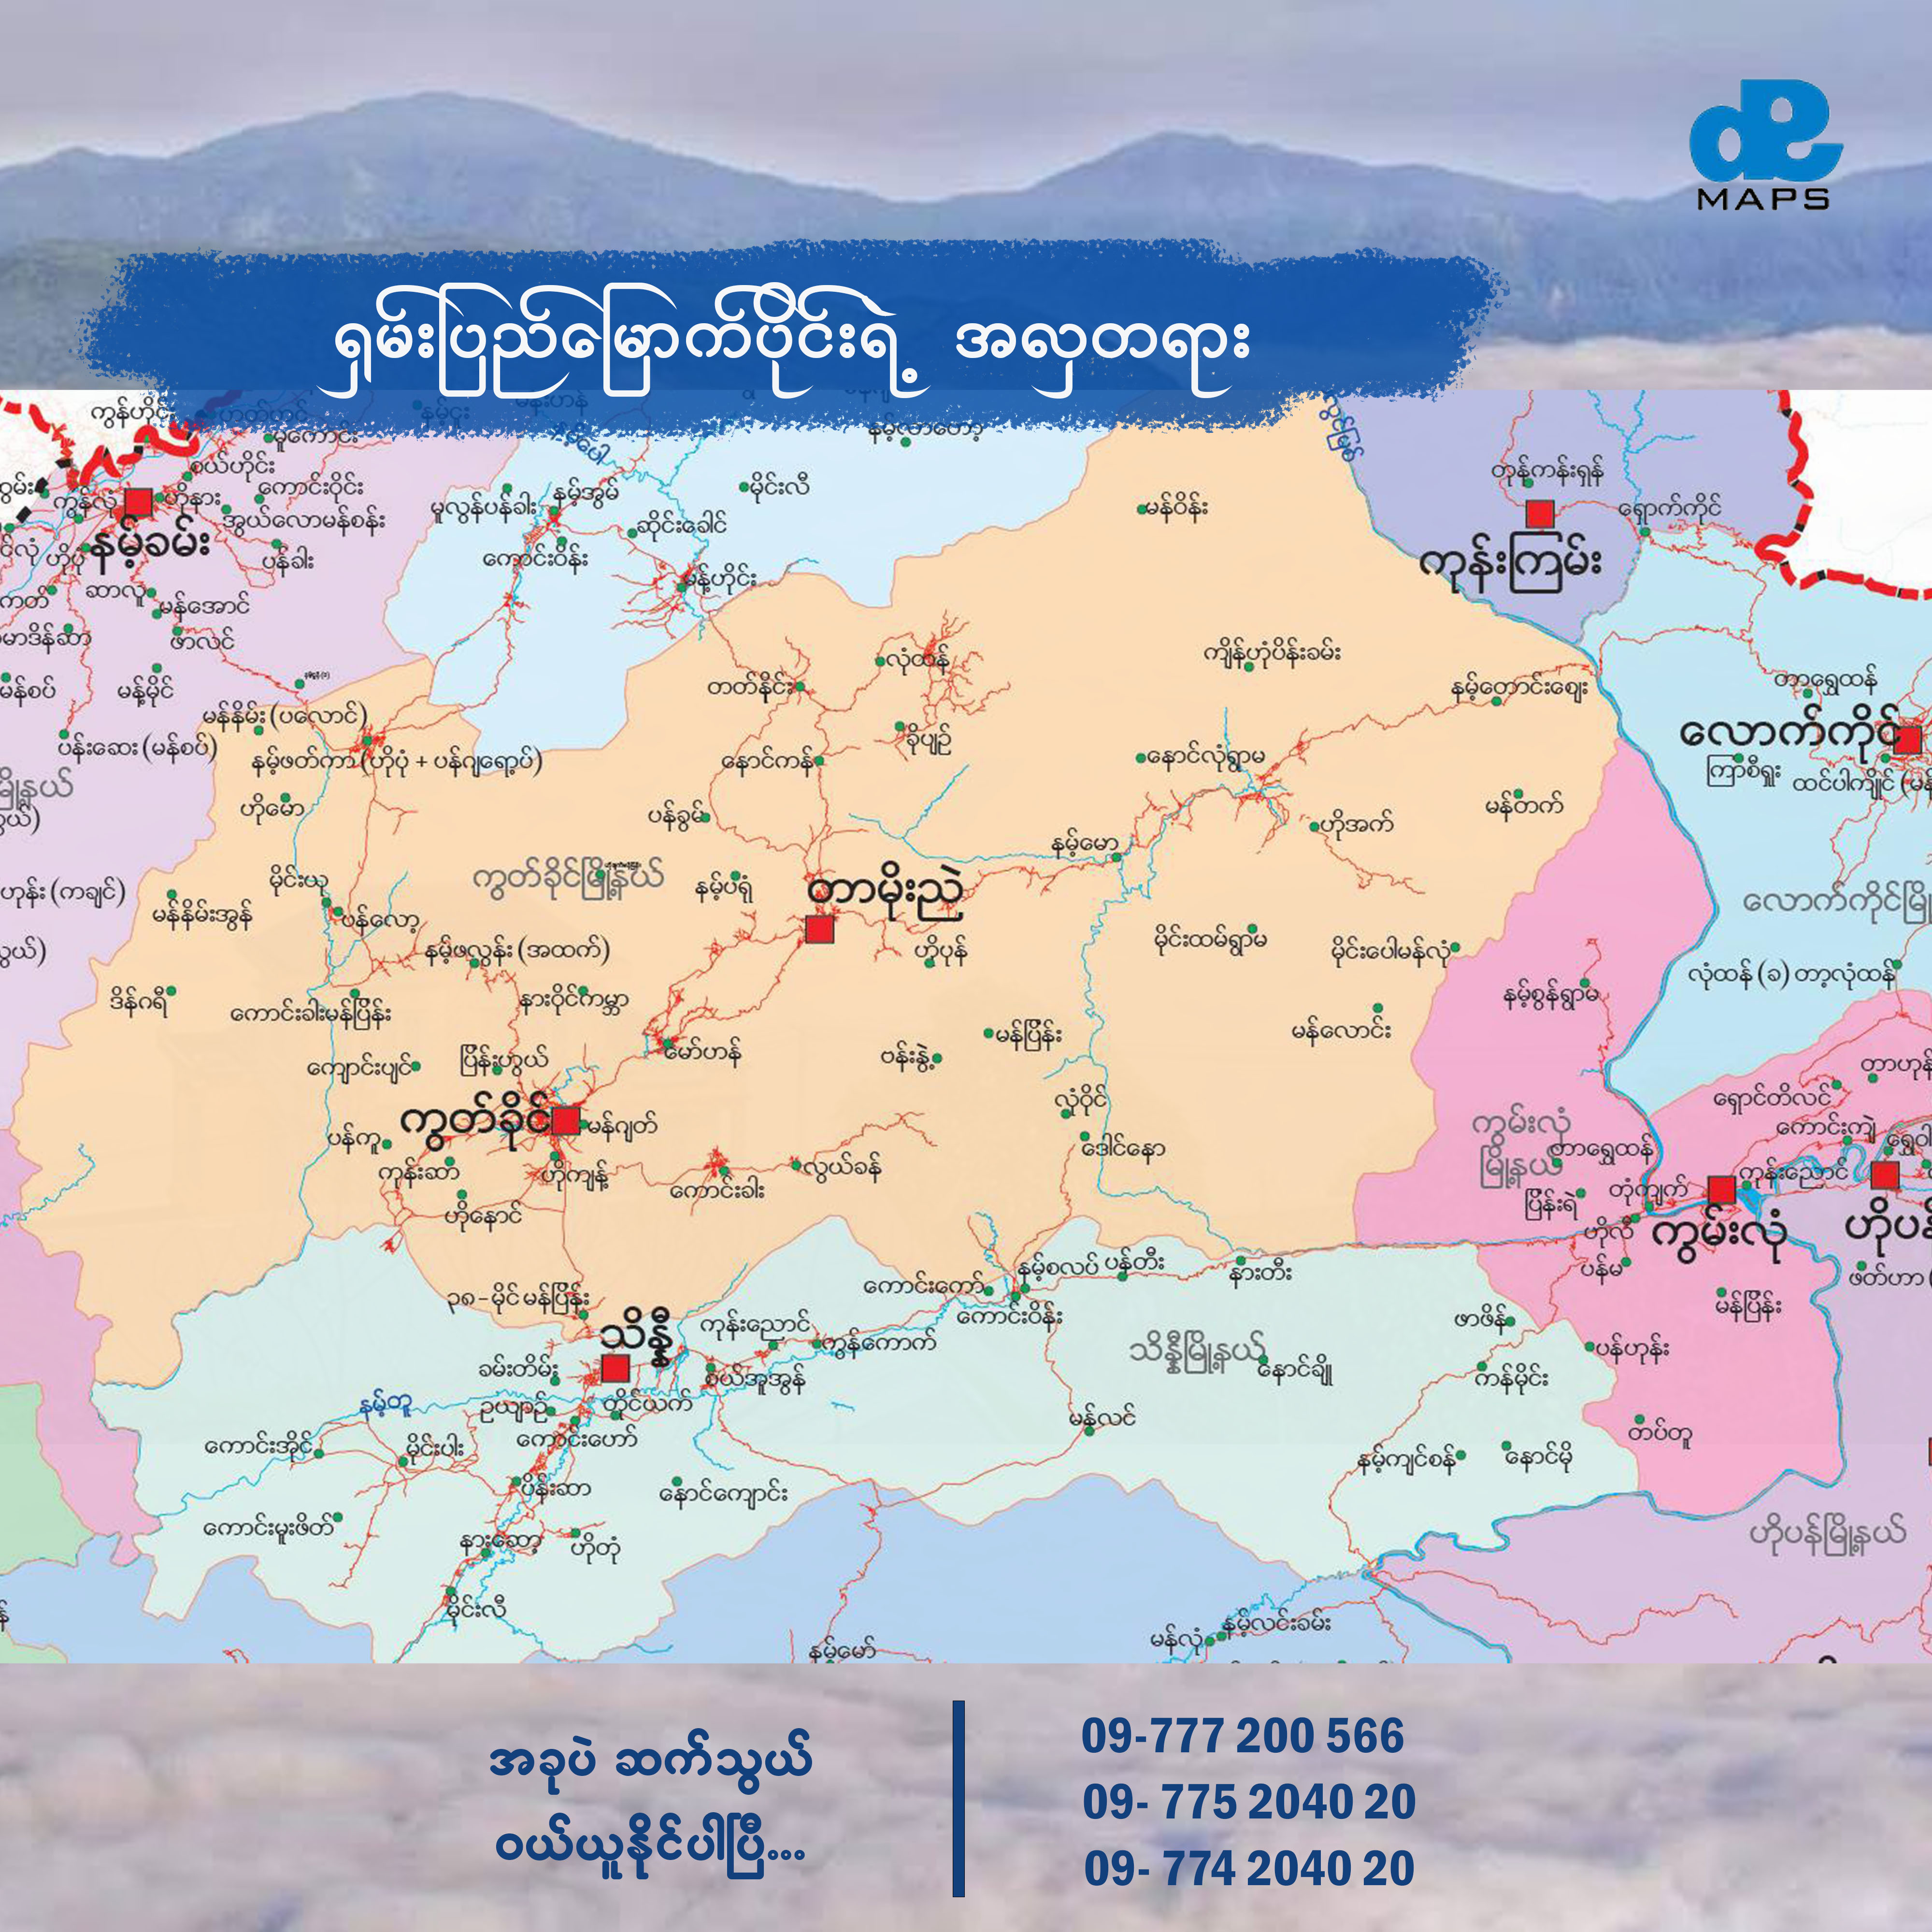 MAPS
ရှမ်းပြည်မြောက်ပိုင်းရဲ့ အလှတရား
မူကောင်း
စယ်ဟိုင်း
ကောင်းဝိုင်း
ကွန်လုံ
ဟိုနား
အွယ်လောမန်စန်း
နမ့်ခမ်း
ဟိုပုံ
ပန်ခါး
ဆာလူ
မန်အောင်
ဖာလင်
မန်စပ်
မန့်မိုင်
ပန်းဆေး (မန်စပ်)
မန်နိမ်း (ပလောင်)
နမ့်ဖတ်ကာ (ဟိုပုံ + ပန်ဂျရော့ပ်)
မူလွန်ပန်ခါး
နမ့်အွမ်
မိုင်းလီ
ဆိုင်းခေါင်
ကောင်းဝိန်း
မန့်ဟိုင်း
မန်ဝိန်း
တုန်ကန်းရှန်
ရှောက်ကိုင်
ကုန်းကြမ်း
လုံထန်
တတ်နိုင်း
ခိုပျဉ်
နောင်ကန်
ကျိန်ဟုံပိန်းခမ်း
နမ့်တောင်းစျေး
တာရွှေထန်
လောက်ကိုင်
ကြာစီရှူး
နောင်လုံရွာမ
ဟိုမော
ပန်ခွမ်
ဟိုအက်
မန်တက်
နမ့်မော
မိုင်းယု
ကွတ်ခိုင်မြို့နယ်
နမ့်ပရုံ
တာမိုးညဲ
ဟုန်း (ကချင်)
မန်နိမ်းအွန်
ပန်လော့
နမ့်ဖလွန်း (အထက်)
ဟိုပုန်
မိုင်းထမ်ရွာမ
မိုင်းပေါမန်လုံ
လုံထန် (ခ) တာ့လုံထန်
ဒိန်ဂရီ
ကောင်းခါးမန်ပြိန်း
နားဝိုင်ကမ္ဘာ
နမ့်စွန်ရွာမ
မန်လောင်း
မန်ပြိန်း
မော်ဟန်
ဗန်းနွဲ့
ကျောင်းပျင်
ပြိန်းဟွယ်
ကွတ်ခိုင်
မန်ဂျတ်
ပန်ကူ
ကုန်းဆာ
ဟိုကျန့်
ကောင်းခါး
လွယ်ခန်
ဟိုနောင်
လုံဝိုင်
ဒေါင်နော
ရှောင်တိလင်
ကောင်းကဲ
ကွမ်းလုံ
မြို့နယ်
တာရွှေထန်
ပြိန်းရဲ
တုံကျက်
ကုန်းညောင်
ဟိုလီ
ကွမ်းလုံ
ပန်မ
မန်ပြိန်း
၃၈-မိုင် မန်ပြိန်း
သိန္နီ
ကုန်းညောင်
ကွန်ကောက်
ကောင်းကော်
နမ့်စလပ်
ပန်တီး
ကောင်းဝိန်း
နားတီး
သိန္နီမြို့နယ်
နောင်ချို
ဖာဖိန်
ပန်ဟုန်း
ကန်မိုင်း
ခမ်းတိမ်း
စယ်အူအွန်
နမ့်တူ
ဥယျာဉ်
တိုင်ယက်
ကောင်းအိုင်
မိုင်းပါး
ကောင်းဟော်
မန်လင်
တပ်တူ
နမ့်ကျင်စန်
နောင်မို
ပိန်းဆာ
နောင်ကျောင်း
ကောင်းမူးဖိတ်
နားဆော့
ဟိုတုံ
ဟိုပန်မြို့နယ်
မိုင်းလီ
နမ့်မော်
မန်လုံ
နမ့်လင်းခမ်း
အခုပဲ ဆက်သွယ်
ဝယ်ယူနိုင်ပါပြီ...
09-777 200 566
09- 775 2040 20
09- 774 2040 20